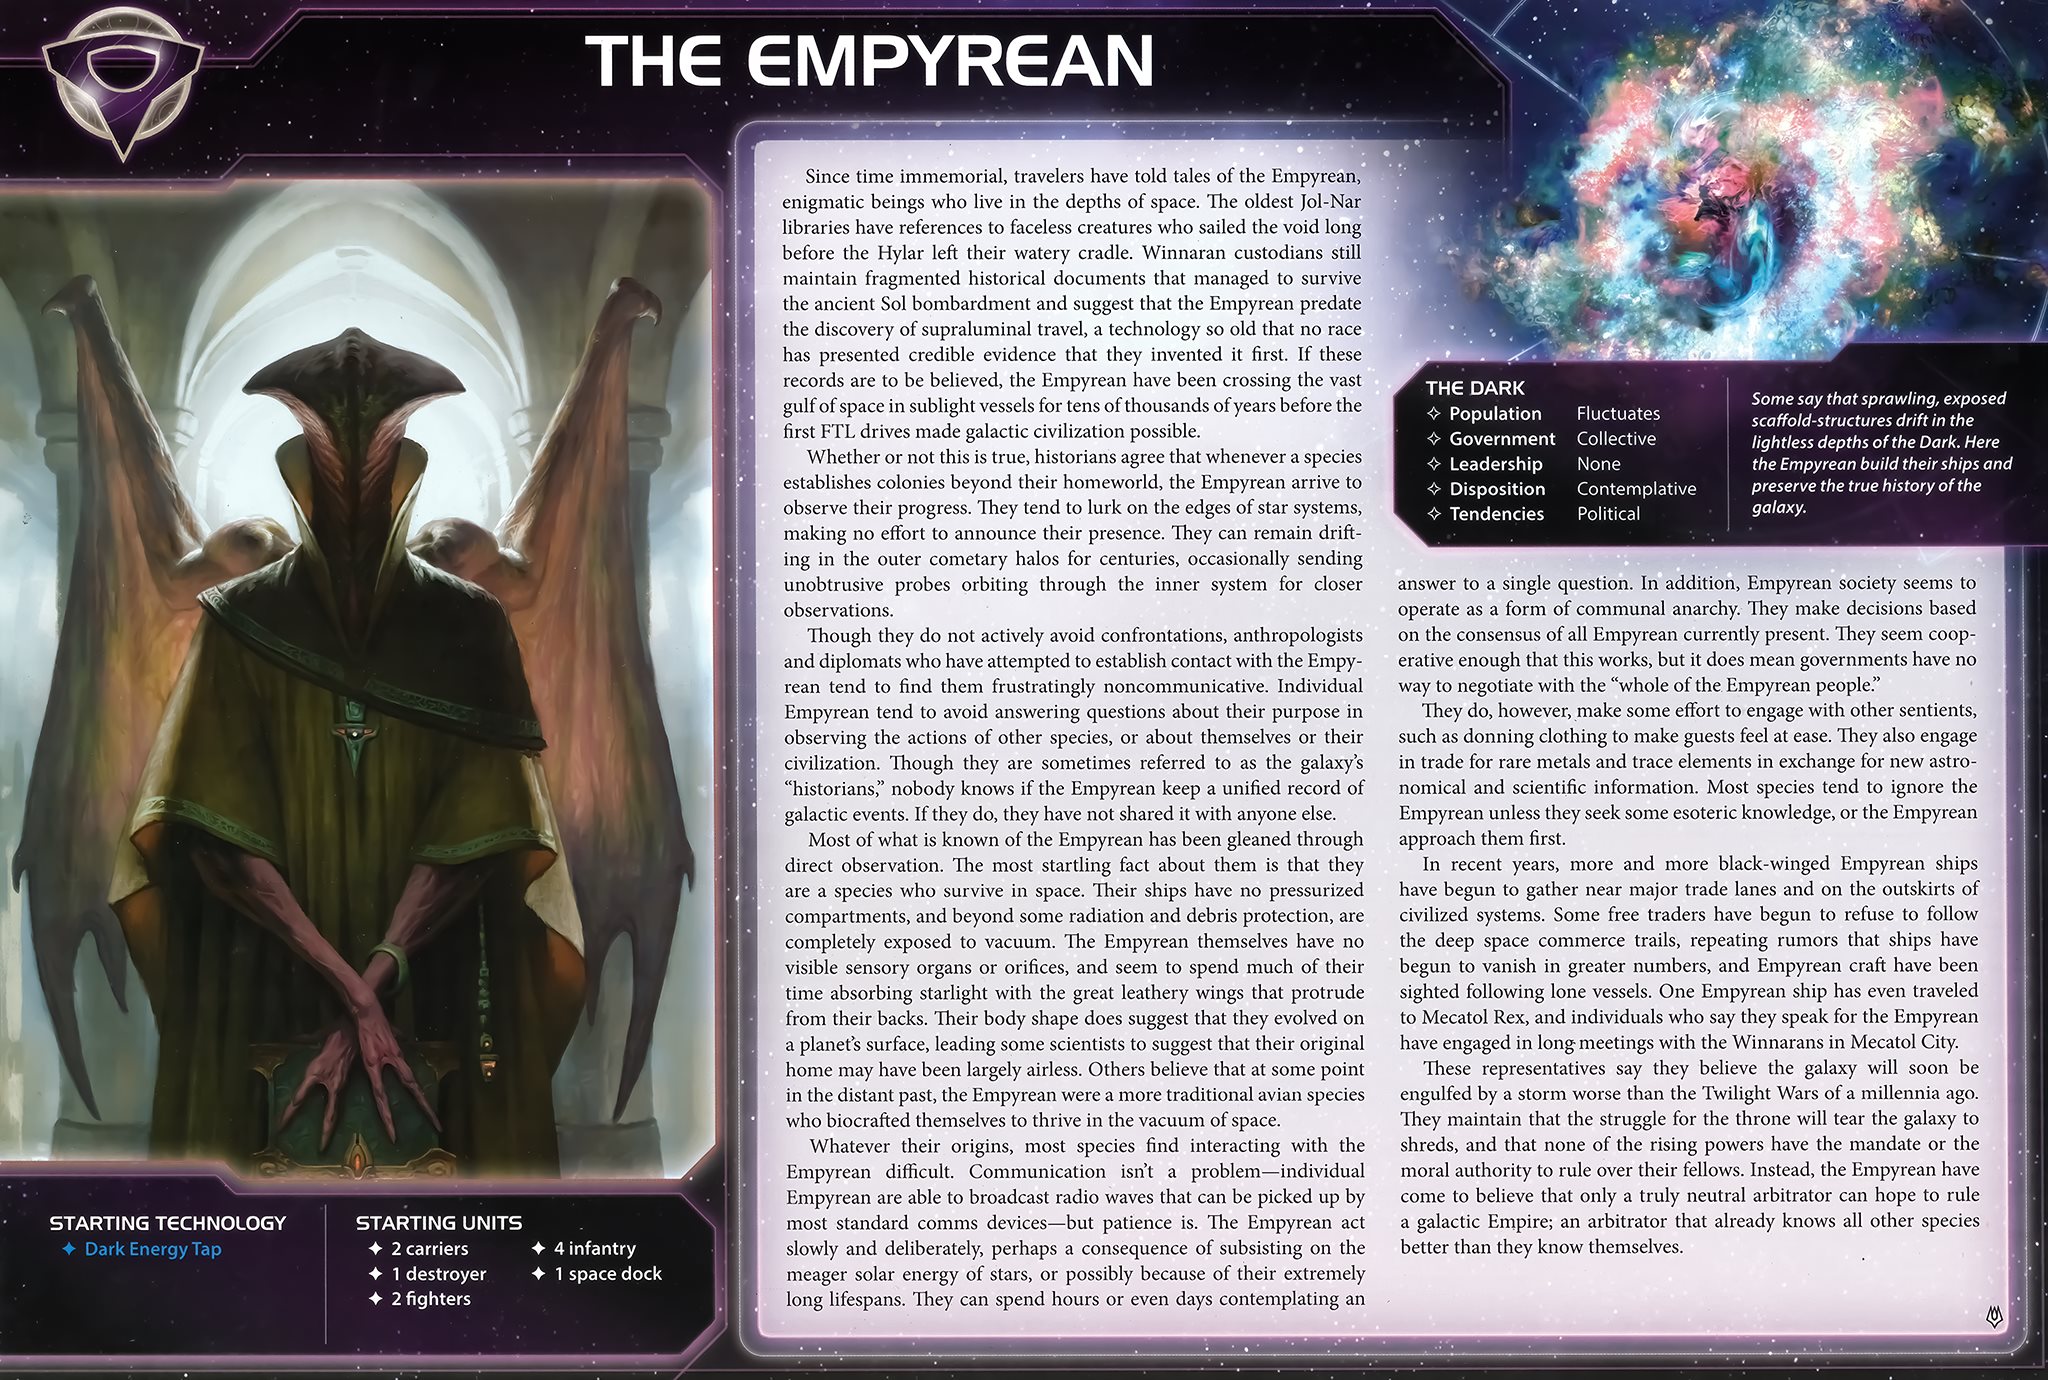 THE EMPYREAN
Since time immemorial, travelers have told tales of the Empyrean,
enigmatic beings who live in the depths of space. The oldest Jol-Nar
libraries have references to faceless creatures who sailed the void long
before the Hylar left their watery cradle. Winnaran custodians still
maintain fragmented historical documents that managed to survive
the ancient Sol bombardment and suggest that the Empyrean predate
the discovery of supraluminal travel, a technology so old that no race
has presented credible evidence that they invented it first. If these
records are to be believed, the Empyrean have been crossing the vast
gulf of space in sublight vessels for tens of thousands of years before the
first FTL drives made galactic civilization possible.
Whether or not this is true, historians agree that whenever a species
establishes colonies beyond their homeworld, the Empyrean arrive to
observe their progress. They tend to lurk on the edges of star systems,
making no effort to announce their presence. They can remain drift-
ing in the outer cometary halos for centuries, occasionally sending
unobtrusive probes orbiting through the inner system for closer
observations.
Though they do not actively avoid confrontations, anthropologists
and diplomats who have attempted to establish contact with the Empy-
rean tend to find them frustratingly noncommunicative. Individual
Empyrean tend to avoid answering questions about their purpose in
observing the actions of other species, or about themselves or their
civilization. Though they are sometimes referred to as the galaxy's
"historians," nobody knows if the Empyrean keep a unified record of
galactic events. If they do, they have not shared it with anyone else.
Most of what is known of the Empyrean has been gleaned through
direct observation. The most startling fact about them is that they
are a species who survive in space. Their ships have no pressurized
compartments, and beyond some radiation and debris protection, are
completely exposed to vacuum. The Empyrean themselves have no
visible sensory organs or orifices, and seem to spend much of their
time absorbing starlight with the great leathery wings that protrude
from their backs. Their body shape does suggest that they evolved on
a planet's surface, leading some scientists to suggest that their original
home may have been largely airless. Others believe that at some point
in the distant past, the Empyrean were a more traditional avian species
who biocrafted themselves to thrive in the vacuum of space.
Whatever their origins, most species find interacting with the
Empyrean difficult. Communication isn't a problem—individual
Empyrean are able to broadcast radio waves that can be picked up by
most standard comms devices—but patience is. The Empyrean act
slowly and deliberately, perhaps a consequence of subsisting on the
meager solar energy of stars, or possibly because of their extremely
long lifespans. They can spend hours or even days contemplating an
THE DARK
Population Fluctuates
Government Collective
Leadership None
Disposition Contemplative
Tendencies Political
Some say that sprawling, exposed
scaffold-structures drift in the
lightless depths of the Dark. Here
the Empyrean build their ships and
preserve the true history of the
galaxy.
answer to a single question. In addition, Empyrean society seems to
operate as a form of communal anarchy. They make decisions based
on the consensus of all Empyrean currently present. They seem coop-
erative enough that this works, but it does mean governments have no
way to negotiate with the "whole of the Empyrean people."
They do, however, make some effort to engage with other sentients,
such as donning clothing to make guests feel at ease. They also engage
in trade for rare metals and trace elements in exchange for new astro-
nomical and scientific information. Most species tend to ignore the
Empyrean unless they seek some esoteric knowledge, or the Empyrean
approach them first.
In recent years, more and more black-winged Empyrean ships
have begun to gather near major trade lanes and on the outskirts of
civilized systems. Some free traders have begun to refuse to follow
the deep space commerce trails, repeating rumors that ships have
begun to vanish in greater numbers, and Empyrean craft have been
sighted following lone vessels. One Empyrean ship has even traveled
to Mecatol Rex, and individuals who say they speak for the Empyrean
have engaged in long meetings with the Winnarans in Mecatol City.
These representatives say they believe the galaxy will soon be
engulfed by a storm worse than the Twilight Wars of a millennia ago.
They maintain that the struggle for the throne will tear the galaxy to
shreds, and that none of the rising powers have the mandate or the
moral authority to rule over their fellows. Instead, the Empyrean have
come to believe that only a truly neutral arbitrator can hope to rule
a galactic Empire; an arbitrator that already knows all other species
better than they know themselves.
STARTING TECHNOLOGY
Dark Energy Tap
STARTING UNITS
2 carriers
1 destroyer
2 fighters
4 infantry
1 space dock